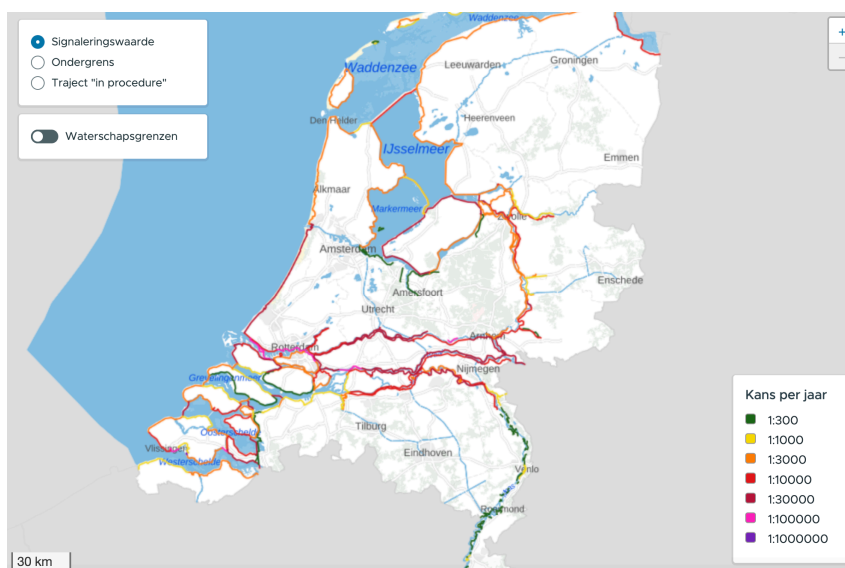 Signaleringswaarde
Ondergrens
Traject "in procedure"
Waterschapsgrenzen
Waddenzee
Waddenzee
Leeuwarden
Groningen
Den Helder
Heerenveen
IJsselmeer
Emmen
Alkmaar
Markermeer
Zwolle
Amsterdam
Enschede
Amersfoort
Utrecht
Rotterdam
Arnhem
Nijmegen
Grevelingenmeer
Tilburg
Oosterschelde
Vlissingen
Eindhoven
Westerschelde
Venlo
Roermond
Kans per jaar
1:300
1:1000
1:3000
1:10000
1:30000
1:100000
1:1000000
30 km
+